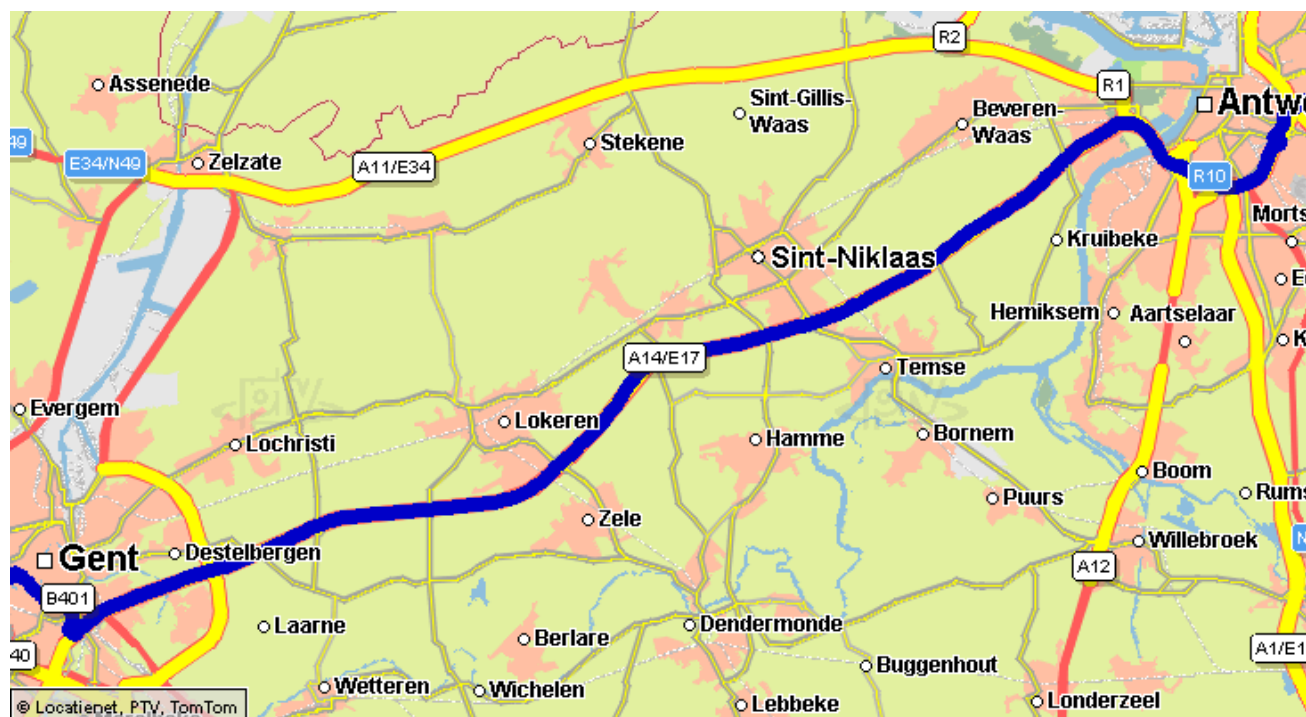 R2
Assenede
R1
Sint-Gillis-
Waas
Beveren-
Waas
Antw
49
E34/N49
Zelzate
A11/E34
Stekene
R10
Morts
Kruibeke
Sint-Niklaas
Hemiksem
Aartselaar
A14/E17
Temse
Evergem
Lochristi
Lokeren
Hamme
Bornem
Boom
Puurs
Rums
Zele
Willebroek
N
Gent
Destelbergen
A12
B401
Laarne
Berlare
Dendermonde
40
A1/E1
Buggenhout
Wetteren
Wichelen
Lebbeke
Londerzeel
© Locatienet, PTV, TomTom
ptv
ptv